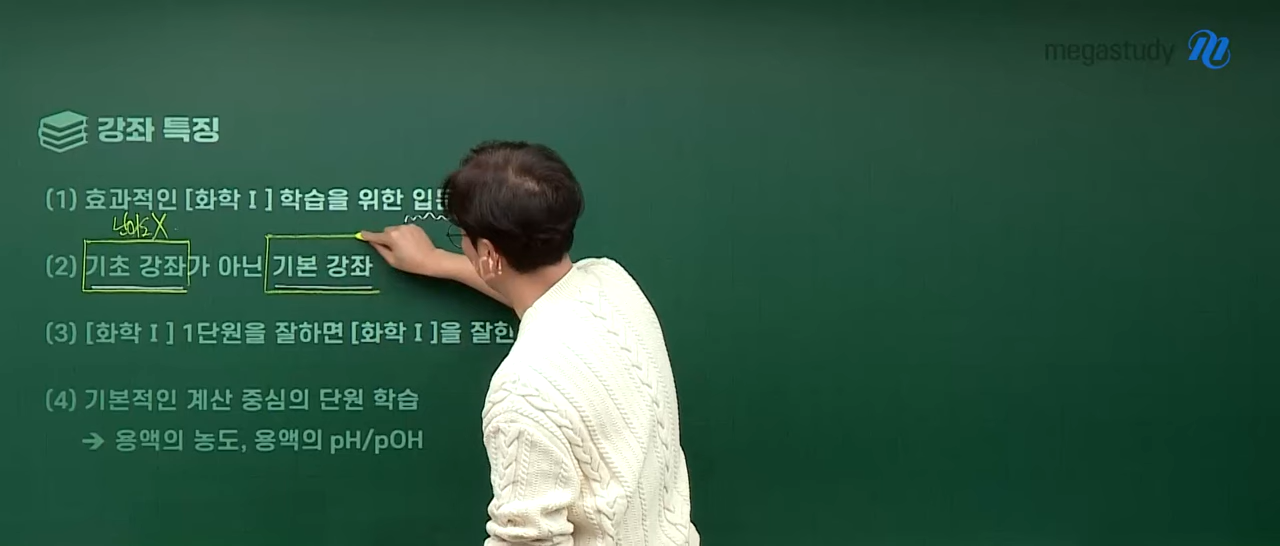 megastudy
강좌 특징
(1) 효과적인 [화학 I] 학습을 위한
난이도X
(2) 기초 강좌가 아닌 기본 강좌
(3) [화학 I] 1단원을 잘하면 [화학 I]을
(4) 기본적인 계산 중심의 단원 학습
→ 용액의 농도, 용액의 pH/pOH